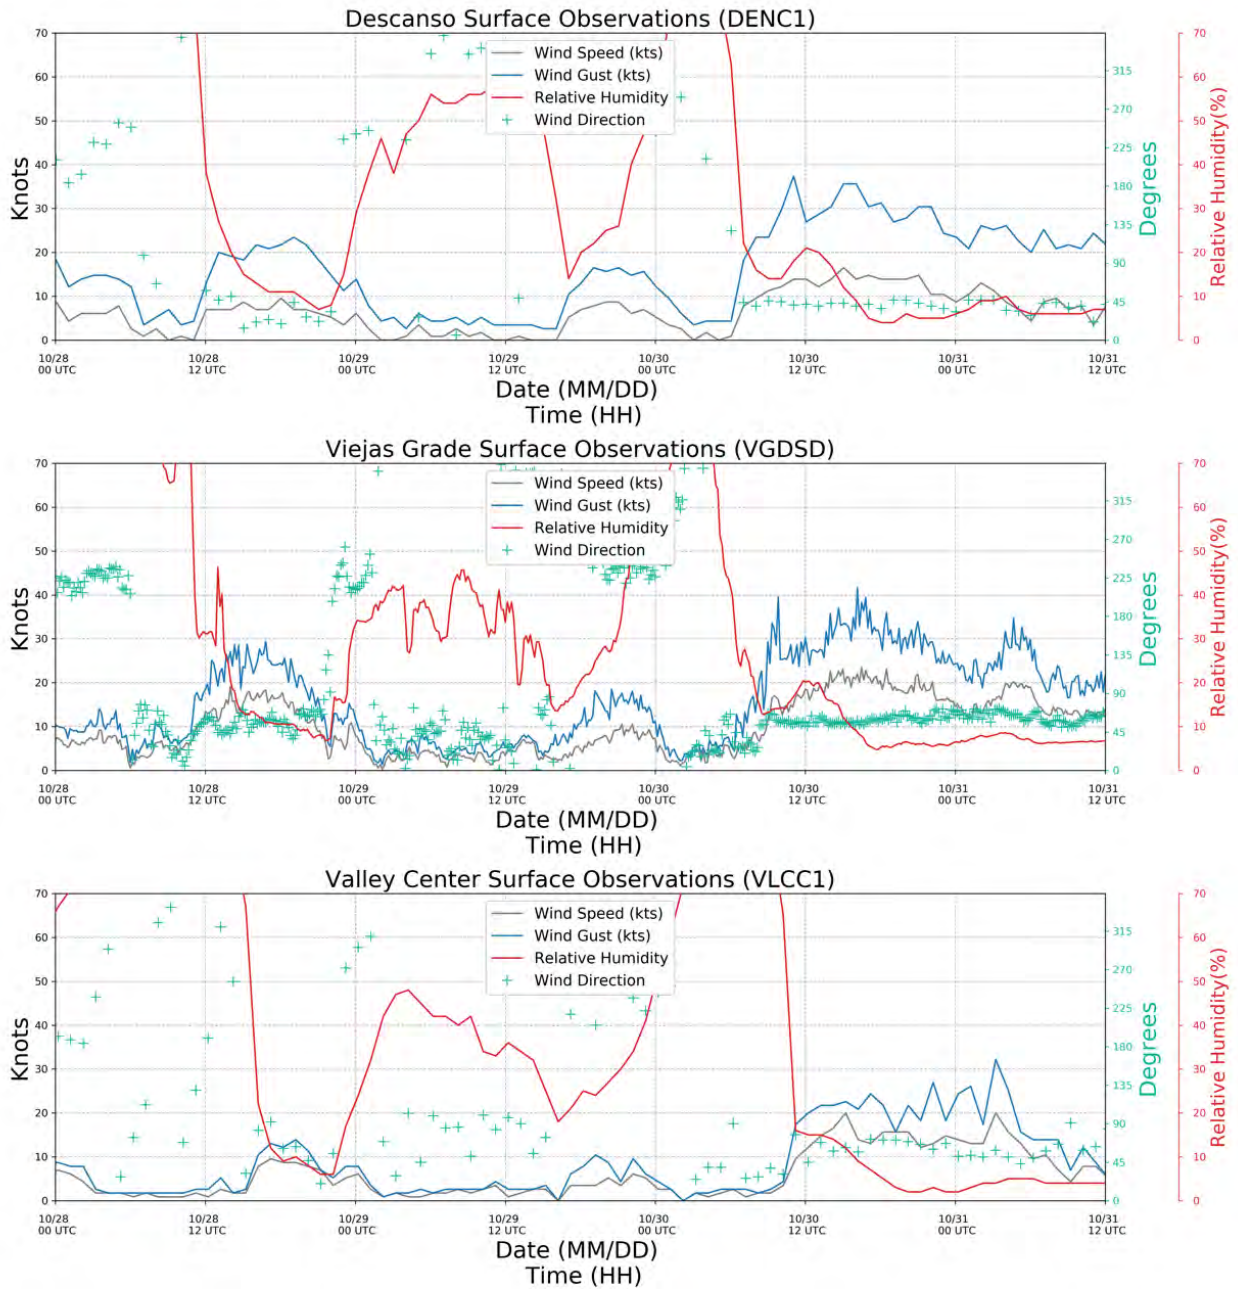 Descanso Surface Observations (DENC1)
70
60
50
40
30
20
10
0
Knots
Wind Speed (kts)
Wind Gust (kts)
Relative Humidity
Wind Direction
315
270
225
180
135
90
45
0
Degrees
70
60
50
40
30
20
10
0
Relative Humidity(%)
10/28 10/28 10/29 10/29 10/30 10/30 10/31 10/31
00 UTC 12 UTC 00 UTC 12 UTC 00 UTC 12 UTC 00 UTC 12 UTC
Date (MM/DD)
Time (HH)
Viejas Grade Surface Observations (VGDSD)
70
60
50
40
30
20
10
0
Knots
Wind Speed (kts)
Wind Gust (kts)
Relative Humidity
Wind Direction
315
270
225
180
135
90
45
0
Degrees
70
60
50
40
30
20
10
0
Relative Humidity(%)
10/28 10/28 10/29 10/29 10/30 10/30 10/31 10/31
00 UTC 12 UTC 00 UTC 12 UTC 00 UTC 12 UTC 00 UTC 12 UTC
Date (MM/DD)
Time (HH)
Valley Center Surface Observations (VLCC1)
70
60
50
40
30
20
10
0
Knots
Wind Speed (kts)
Wind Gust (kts)
Relative Humidity
Wind Direction
315
270
225
180
135
90
45
0
Degrees
70
60
50
40
30
20
10
0
Relative Humidity(%)
10/28 10/28 10/29 10/29 10/30 10/30 10/31 10/31
00 UTC 12 UTC 00 UTC 12 UTC 00 UTC 12 UTC 00 UTC 12 UTC
Date (MM/DD)
Time (HH)